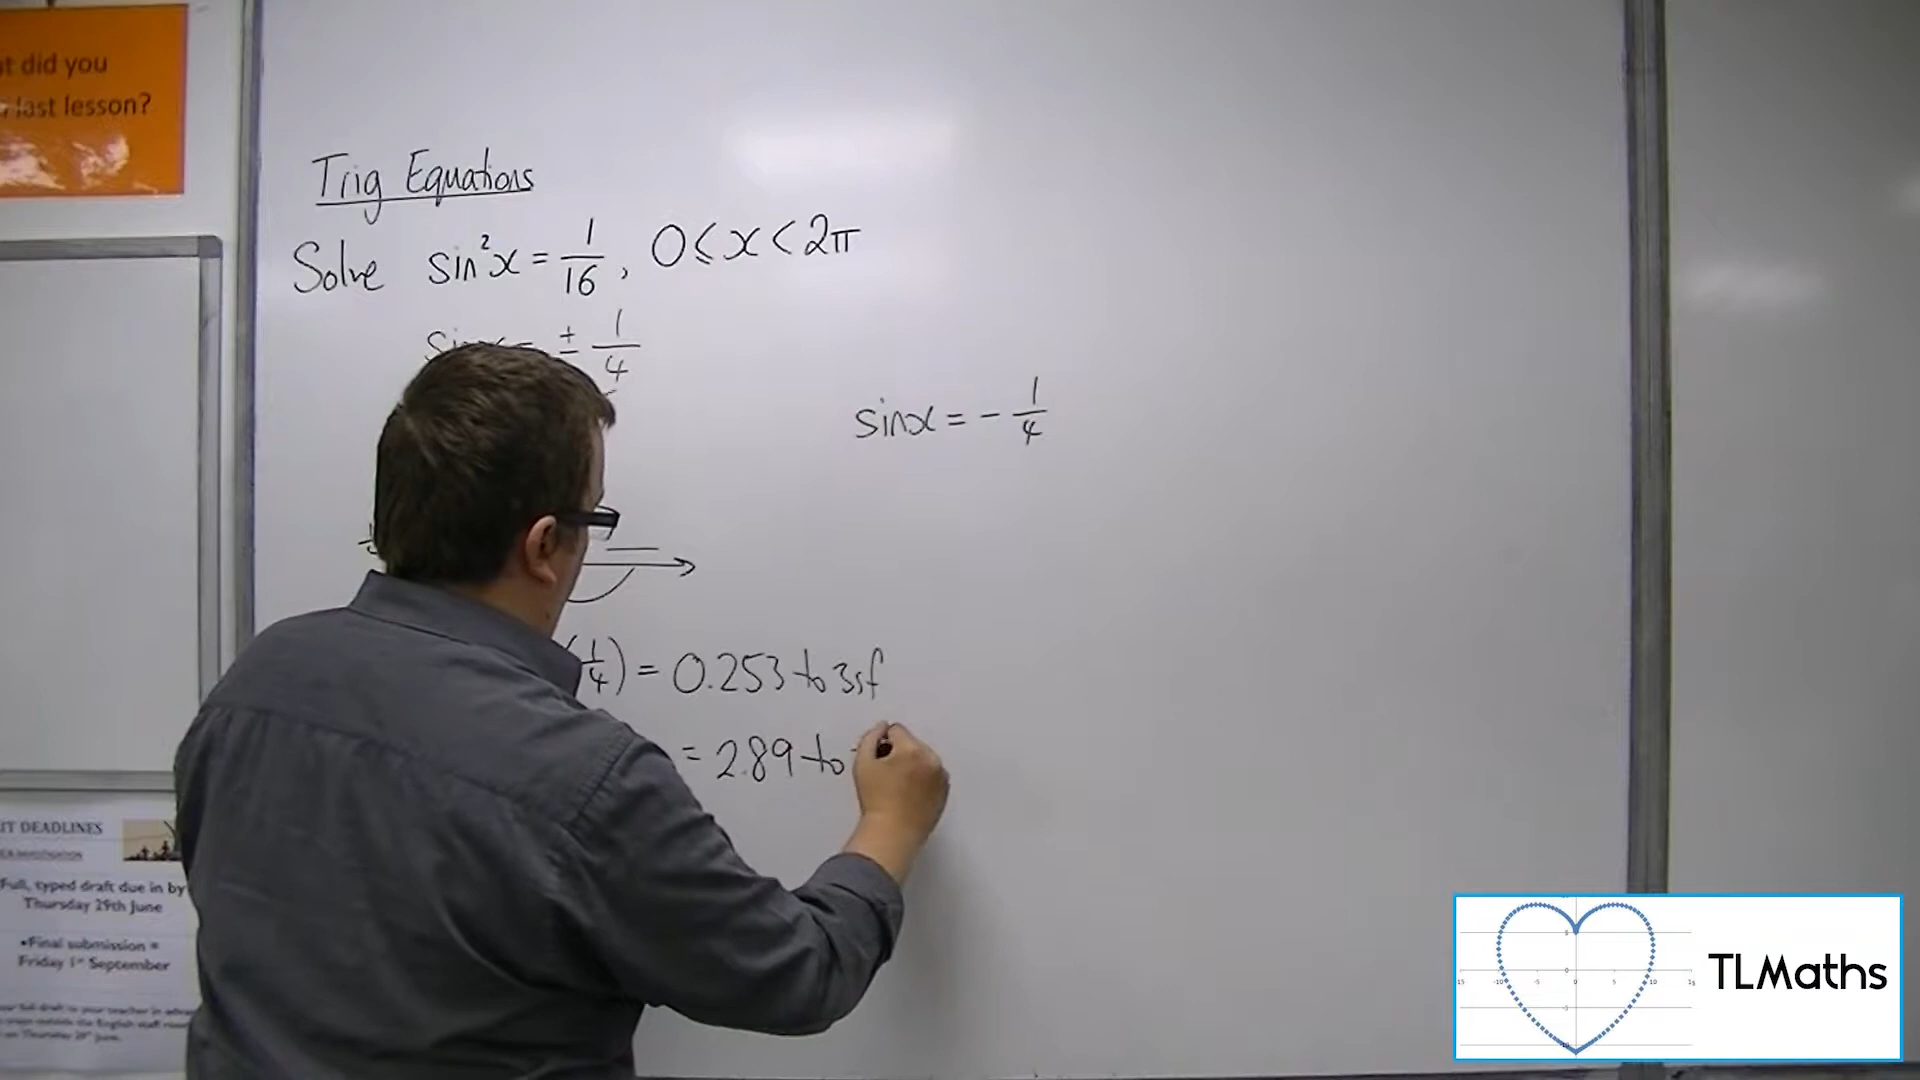 t did you
last lesson?
Trig Equations
Solve sin²x = 1/16, 0 ≤ x < 2π
± 1/4
sinx = - 1/4
(1/4) = 0.253 to 3sf
= 2.89 to
IT DEADLINES
Full, typed draft due in by
Thursday 29th June
•Final submission =
Friday 1st September
TLMaths